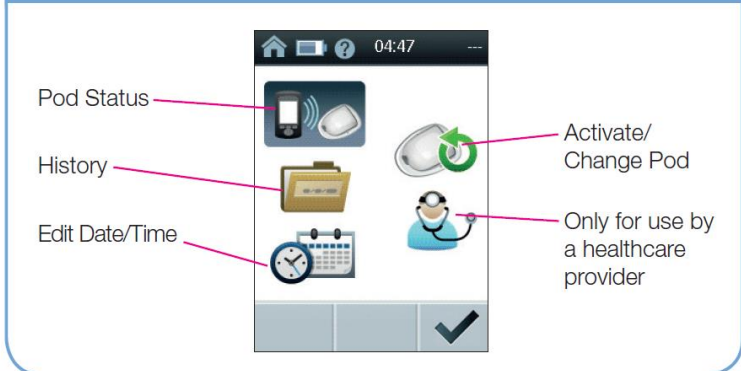 04:47 ---
Pod Status
History
Edit Date/Time
Activate/
Change Pod
Only for use by
a healthcare
provider